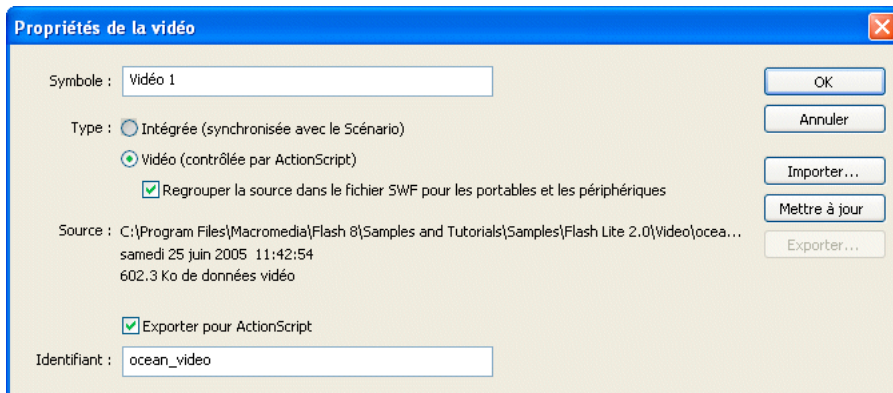 Propriétés de la vidéo
Symbole : Vidéo 1
OK
Type : Intégrée (synchronisée avec le Scénario)
Annuler
Vidéo (contrôlée par ActionScript)
Regrouper la source dans le fichier SWF pour les portables et les périphériques
Importer...
Mettre à jour
Source : C:\Program Files\Macromedia\Flash 8\Samples and Tutorials\Samples\Flash Lite 2.0\Video\ocea...
Exporter...
samedi 25 juin 2005 11:42:54
602.3 Ko de données vidéo
Exporter pour ActionScript
Identifiant : ocean_video